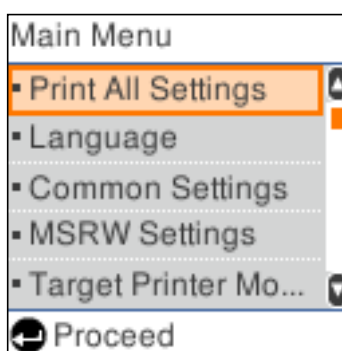 Main Menu
Print All Settings
Language
Common Settings
MSRW Settings
Target Printer Mo...
Proceed